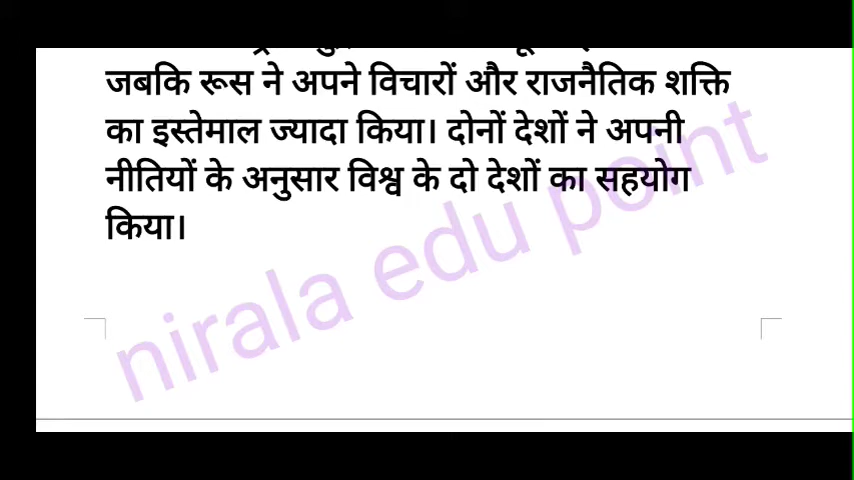 जबकि रूस ने अपने विचारों और राजनैतिक शक्ति
का इस्तेमाल ज्यादा किया। दोनों देशों ने अपनी
नीतियों के अनुसार विश्व के दो देशों का सहयोग
किया।
nirala edu point